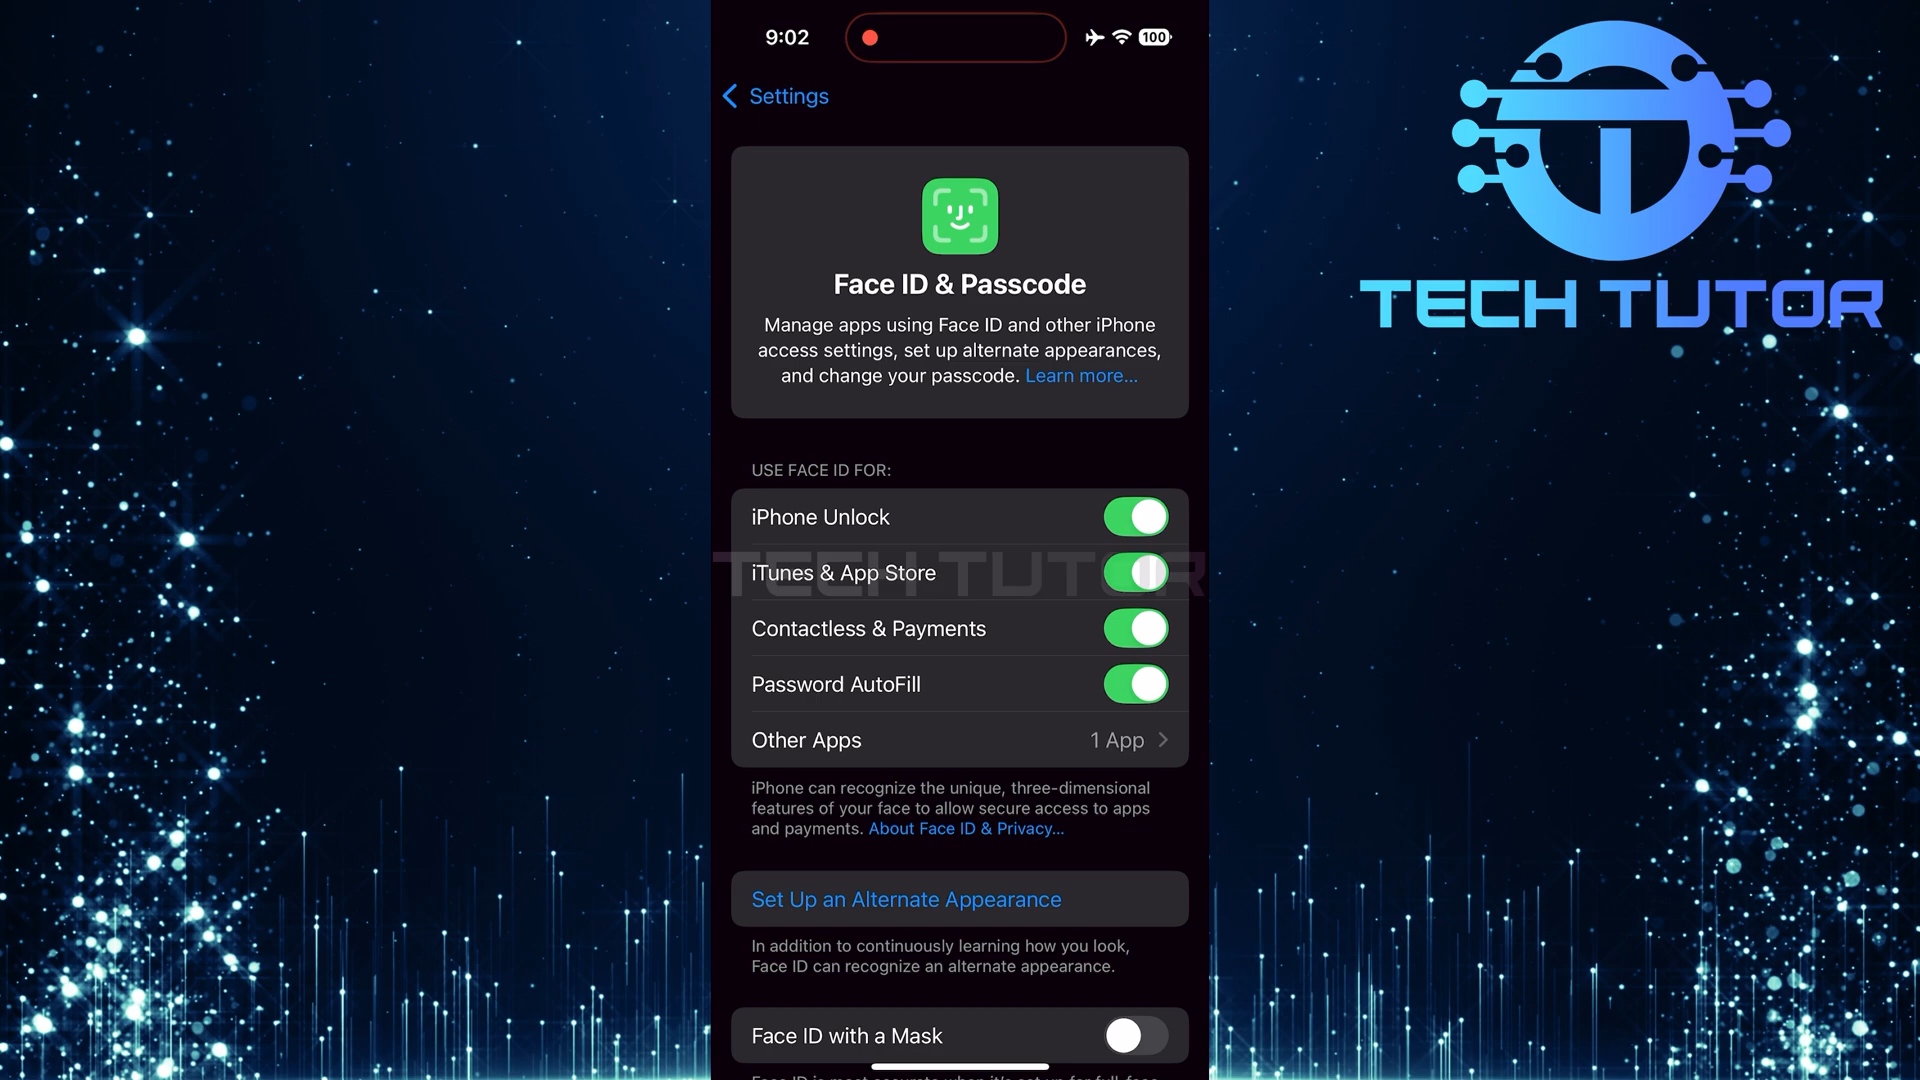 9:02
100
Settings
TECH TUTOR
Face ID & Passcode
Manage apps using Face ID and other iPhone
access settings, set up alternate appearances,
and change your passcode. Learn more...
USE FACE ID FOR:
iPhone Unlock
TECH TUTOR
iTunes & App Store
Contactless & Payments
Password AutoFill
Other Apps 1 App
iPhone can recognize the unique, three-dimensional
features of your face to allow secure access to apps
and payments. About Face ID & Privacy...
Set Up an Alternate Appearance
In addition to continuously learning how you look,
Face ID can recognize an alternate appearance.
Face ID with a Mask